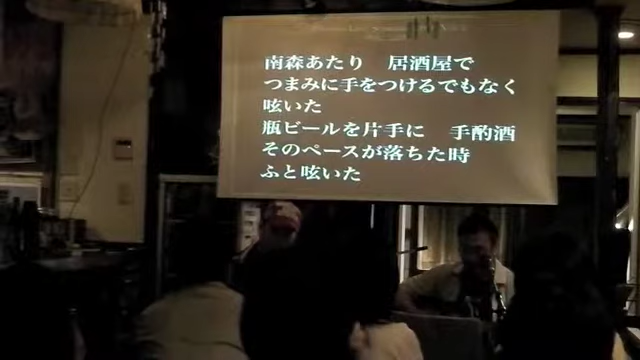 南森あたり　居酒屋で
つまみに手をつけるでもなく
呟いた
瓶ビールを片手に　手酌酒
そのペースが落ちた時
ふと呟いた